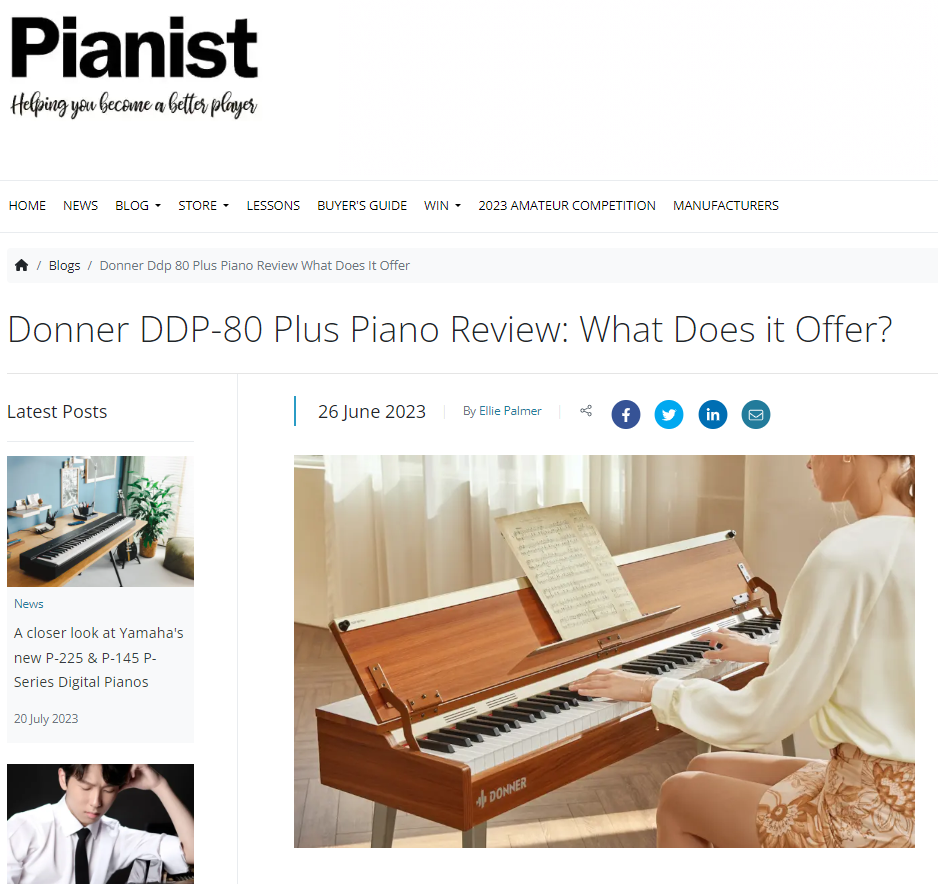 Pianist
Helping you become a better player
HOME NEWS BLOG STORE LESSONS BUYER'S GUIDE WIN 2023 AMATEUR COMPETITION MANUFACTURERS
/ Blogs / Donner Ddp 80 Plus Piano Review What Does It Offer
Donner DDP-80 Plus Piano Review: What Does it Offer?
Latest Posts
26 June 2023
By Ellie Palmer
DONNER
News
A closer look at Yamaha's
new P-225 & P-145 P-
Series Digital Pianos
20 July 2023